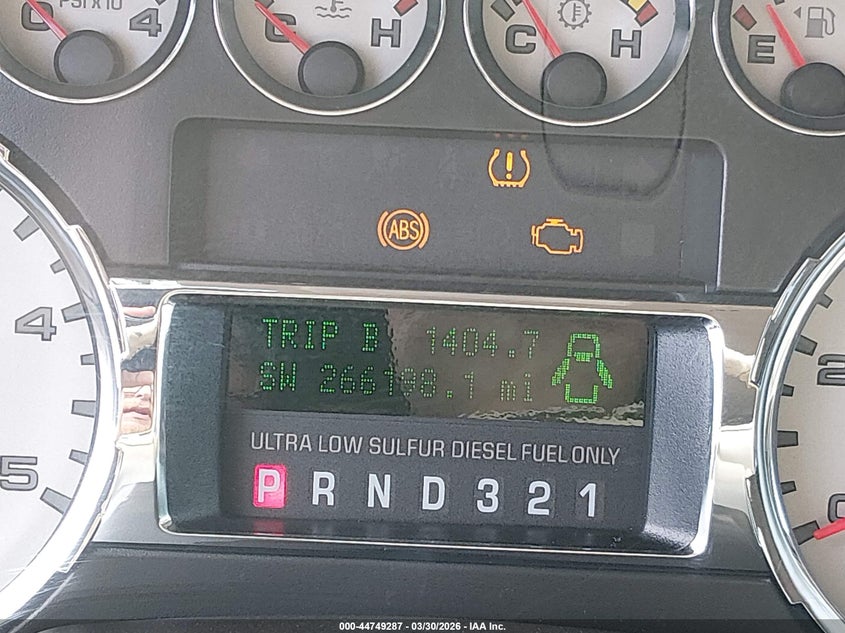 C PSI X 10 4
C H
C H
E
ABS
TRIP B 1404.7
SW 266198.1 mi
4
5
2
0
ULTRA LOW SULFUR DIESEL FUEL ONLY
P R N D 3 2 1
000-44749287 - 03/30/2026 - IAA Inc.